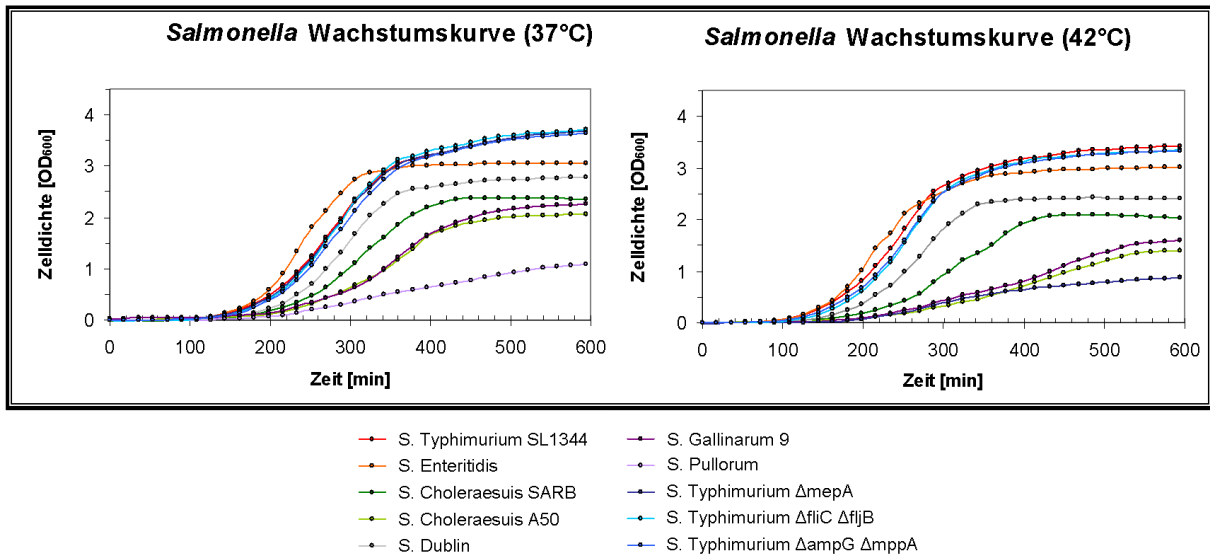 Salmonella Wachstumskurve (37°C)
Zelldichte [OD600]
4
3
2
1
0
0 100 200 300 400 500 600
Zeit [min]
Salmonella Wachstumskurve (42°C)
Zelldichte [OD600]
4
3
2
1
0
0 100 200 300 400 500 600
Zeit [min]
S. Typhimurium SL1344
S. Enteritidis
S. Choleraesuis SARB
S. Choleraesuis A50
S. Dublin
S. Gallinarum 9
S. Pullorum
S. Typhimurium ΔmepA
S. Typhimurium ΔfliC ΔfljB
S. Typhimurium ΔampG ΔmppA